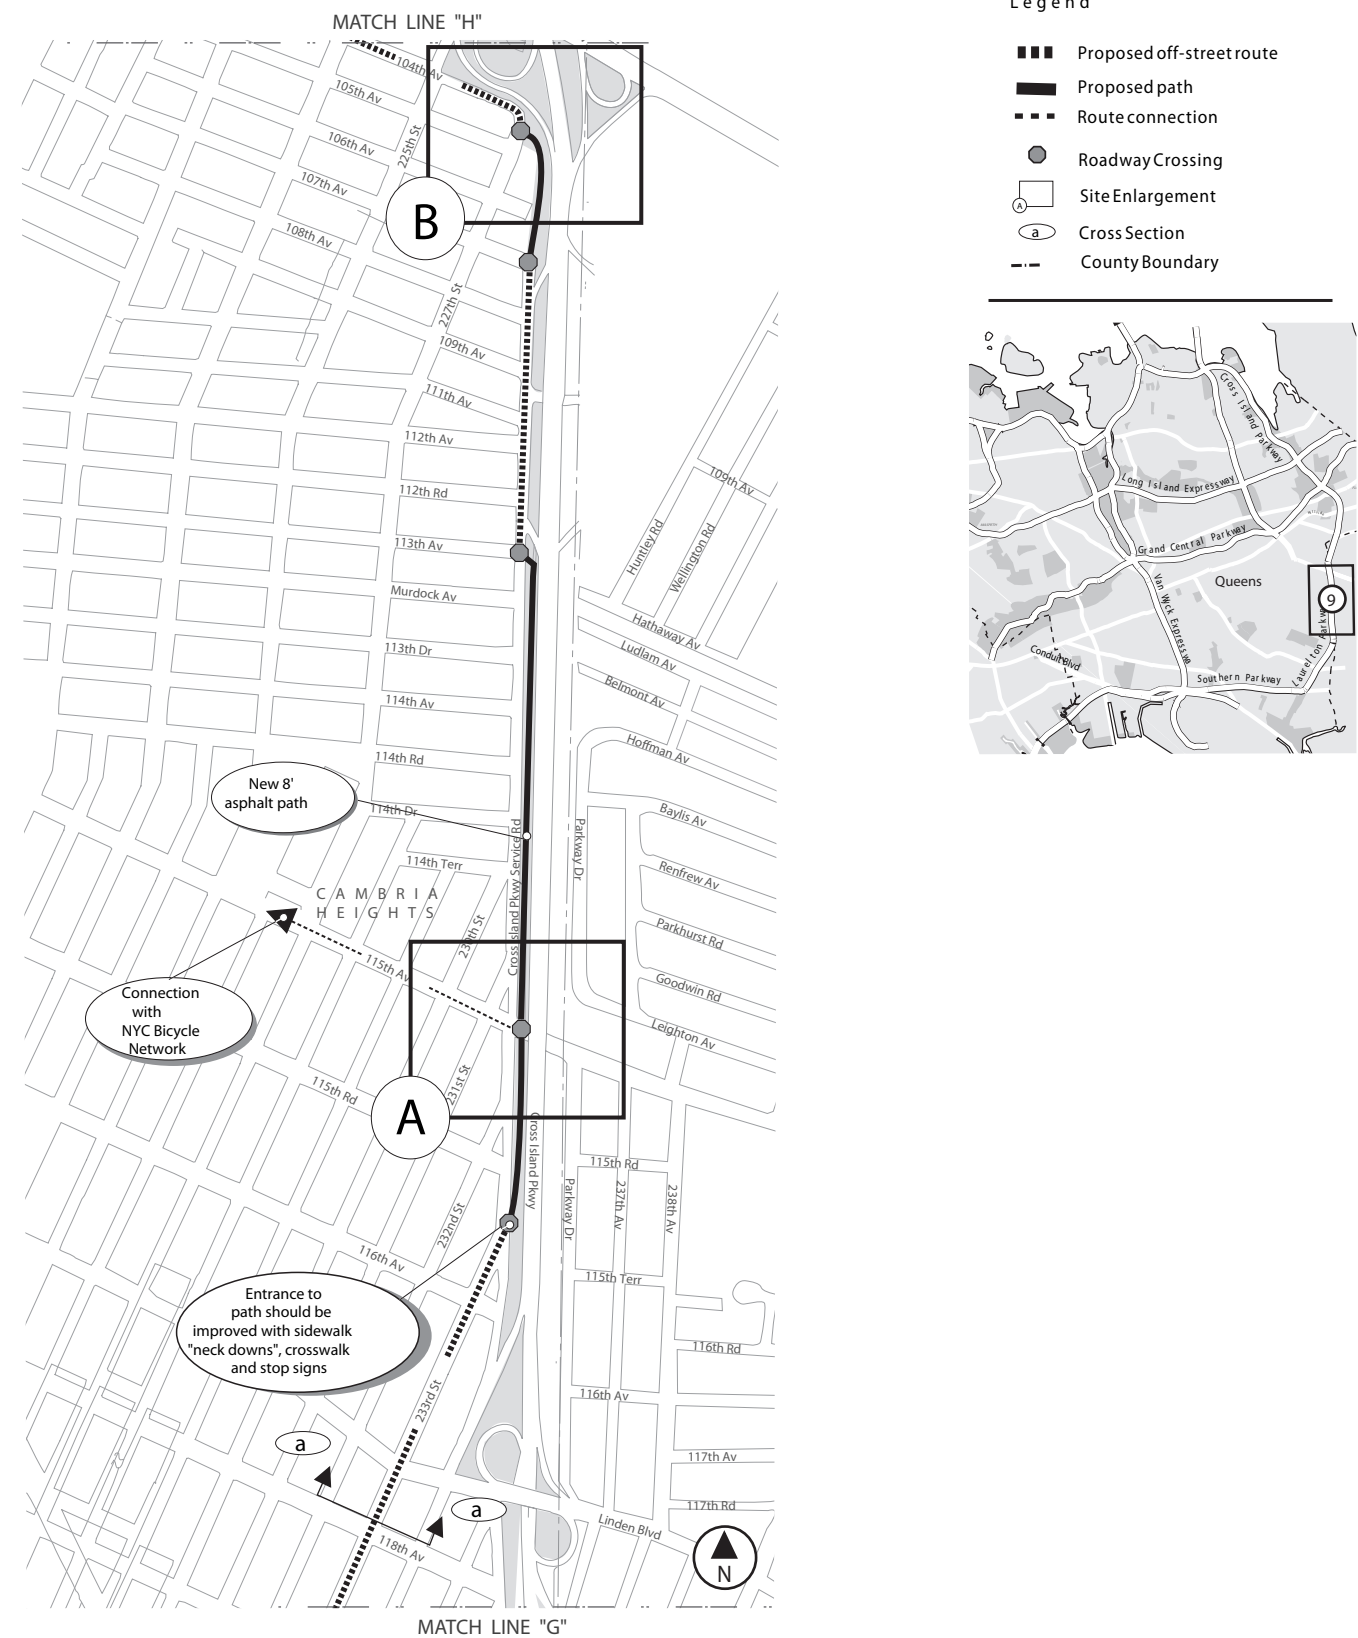 MATCH LINE "H"
104th Av
105th Av
106th Av
225th St
107th Av
108th Av
B
227th St
109th Av
111th Av
112th Av
112th Rd
113th Av
Murdock Av
113th Dr
114th Av
114th Rd
114th Dr
114th Terr
109th Av
Huntley Rd
Wellington Rd
Hathaway Av
Ludlam Av
Belmont Av
Hoffman Av
Baylis Av
Renfrew Av
Parkhurst Rd
Goodwin Rd
Leighton Av
Parkway Dr
Cross Island Pkwy Service Rd
New 8'
asphalt path
CAMBRIA
HEIGHTS
230th St
115th Av
Connection
with
NYC Bicycle
Network
115th Rd
231st St
A
Cross Island Pkwy
Parkway Dr
115th Rd
237th Av
238th Av
232nd St
116th Av
115th Terr
Entrance to
path should be
improved with sidewalk
"neck downs", crosswalk
and stop signs
116th Rd
116th Av
233rd St
a
a
117th Av
117th Rd
Linden Blvd
118th Av
N
MATCH LINE "G"
Legend
Proposed off-street route
Proposed path
Route connection
Roadway Crossing
A
Site Enlargement
a
Cross Section
County Boundary
Cross Island Parkway
Long Island Expressway
Grand Central Parkway
Queens
Van Wyck Expresswa
9
Conduit Blvd
Southern Parkway
Laurelton Parkw